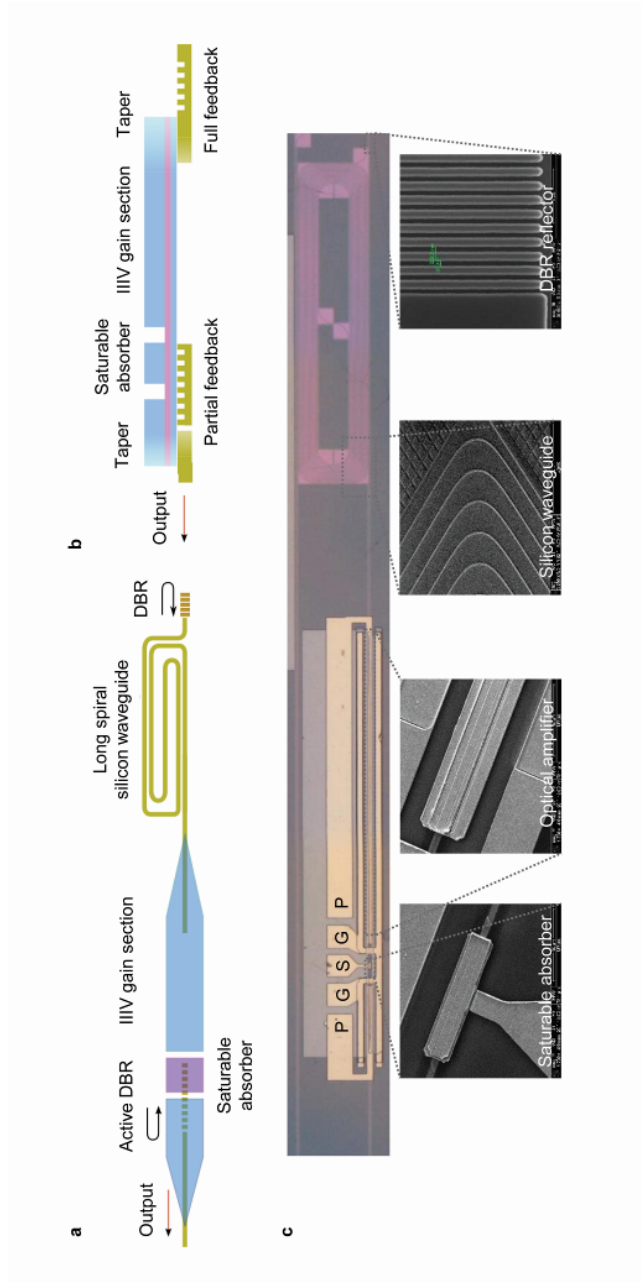 a
Output
Active DBR
IIIV gain section
Long spiral
silicon waveguide
DBR
Saturable
absorber
b
Output
Taper
Saturable
absorber
IIIV gain section
Taper
Partial feedback
Full feedback
c
P
G
S
G
P
Saturable absorber
Optical amplifier
Silicon waveguide
DBR reflector